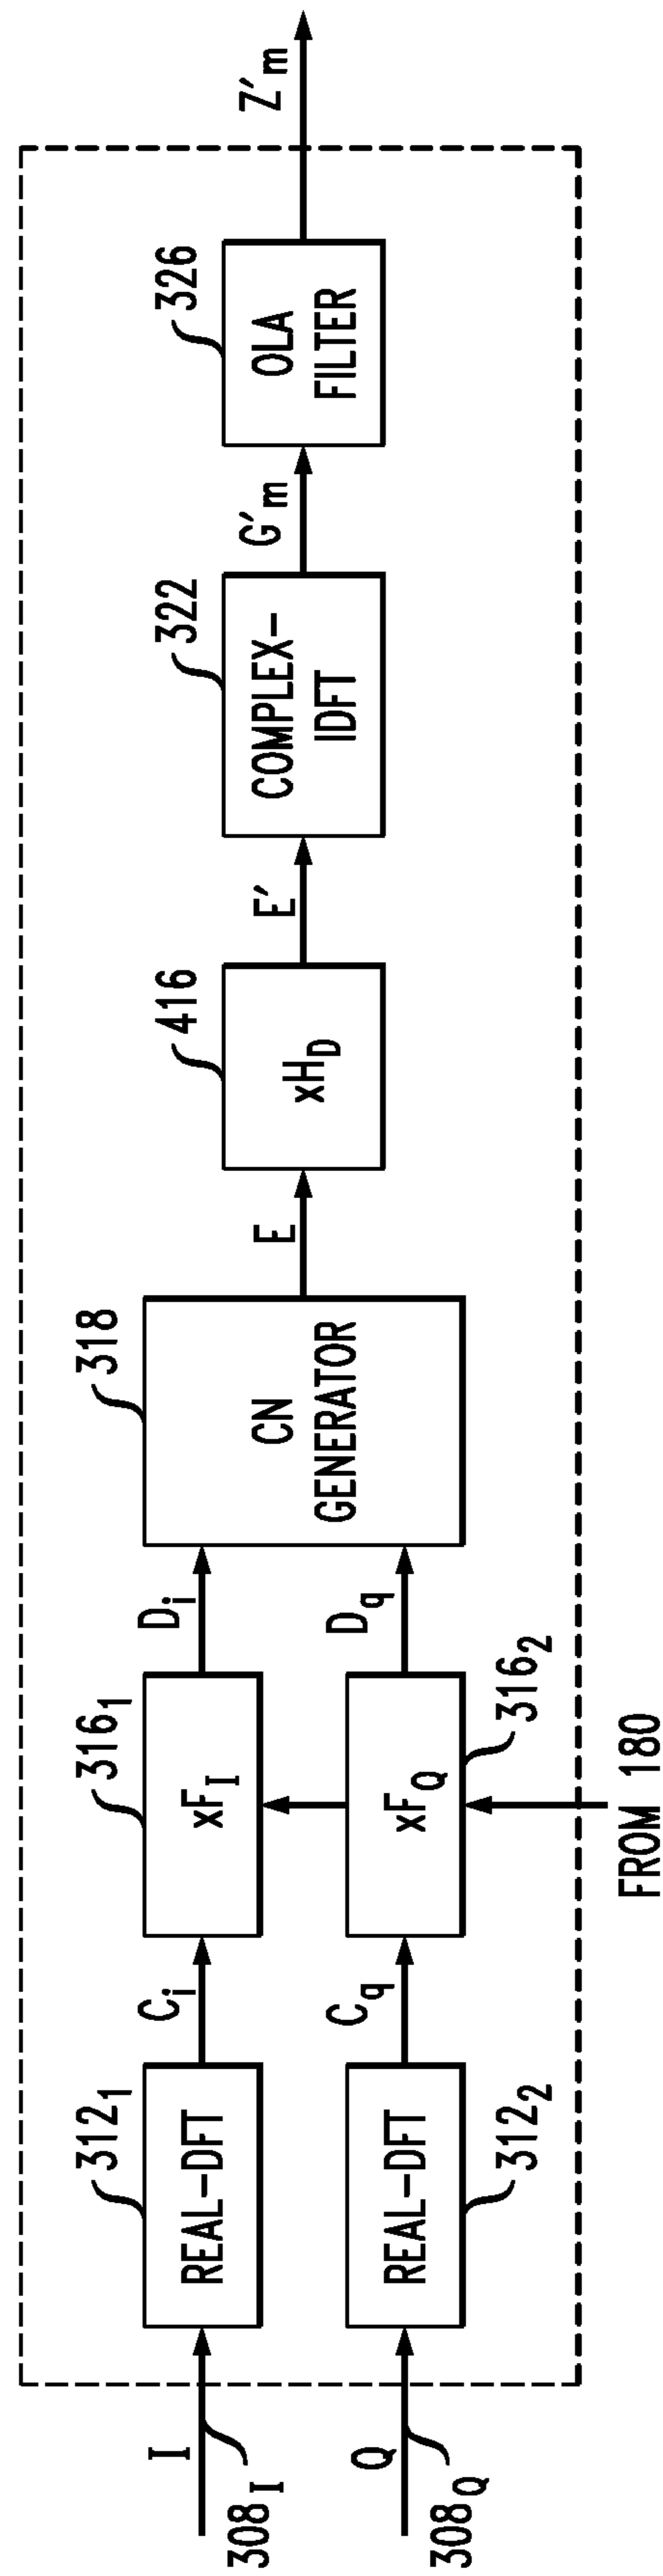 I
308I
Q
308Q
REAL-DFT
3121
REAL-DFT
3122
Ci
Cq
xFI
3161
xFQ
3162
FROM 180
Di
Dq
CN
GENERATOR
318
E
xHD
416
E'
COMPLEX-
IDFT
322
G'm
OLA
FILTER
326
Z'm